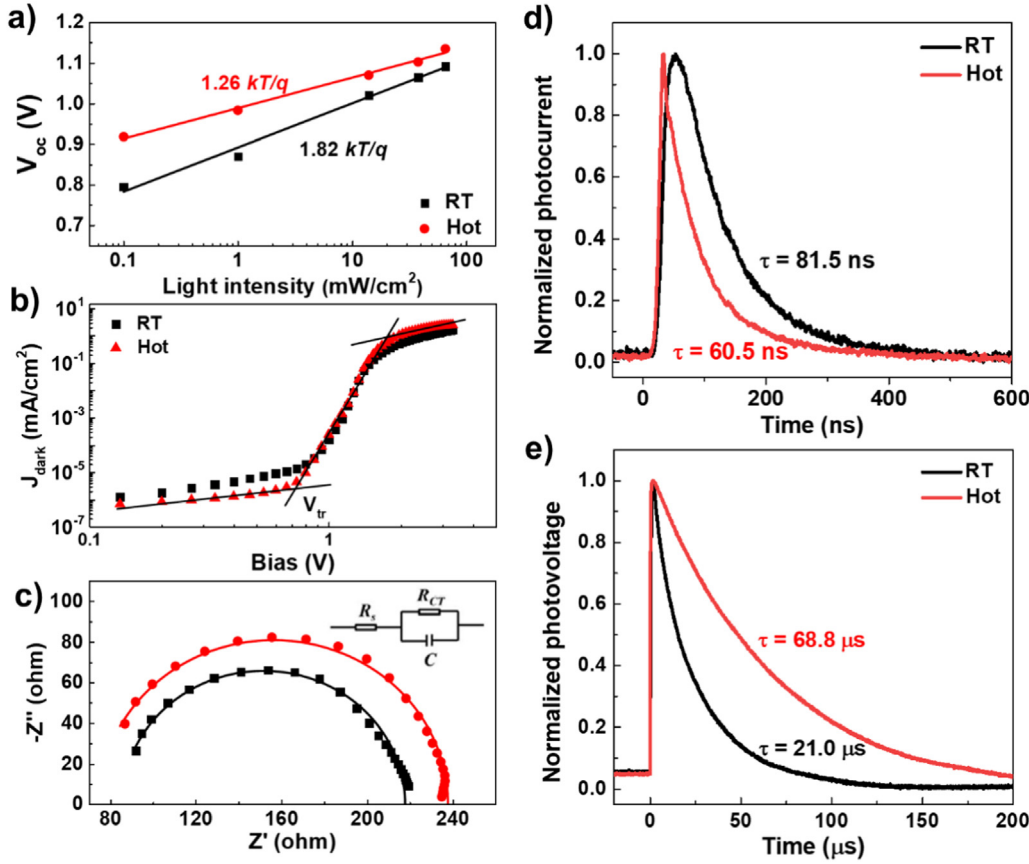 a)
1.2
1.1
1.0
0.9
0.8
0.7
V_oc (V)
1.26 kT/q
1.82 kT/q
RT
Hot
0.1
1
10
100
Light intensity (mW/cm²)
b)
10¹
10⁻¹
10⁻³
10⁻⁵
10⁻⁷
J_dark (mA/cm²)
RT
Hot
V_tr
0.1
1
Bias (V)
c)
100
80
60
40
20
0
-Z'' (ohm)
R_s
R_CT
C
80
120
160
200
240
Z' (ohm)
d)
1.0
0.8
0.6
0.4
0.2
0.0
Normalized photocurrent
RT
Hot
τ = 81.5 ns
τ = 60.5 ns
0
200
400
600
Time (ns)
e)
1.0
0.8
0.6
0.4
0.2
0.0
Normalized photovoltage
RT
Hot
τ = 68.8 μs
τ = 21.0 μs
0
50
100
150
200
Time (μs)